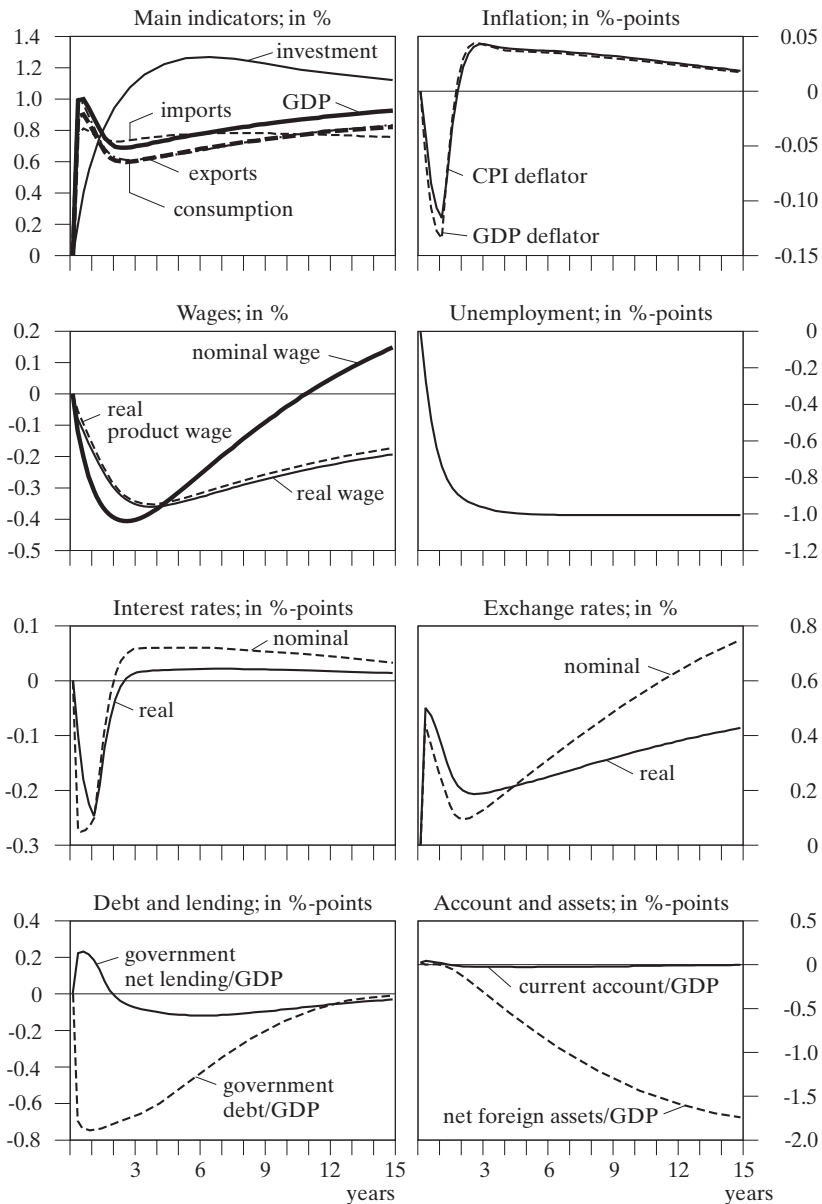 Main indicators; in %
1.4
1.2
1.0
0.8
0.6
0.4
0.2
0
investment
imports
GDP
exports
consumption
Inflation; in %-points
0.05
0
-0.05
-0.10
-0.15
CPI deflator
GDP deflator
Wages; in %
0.2
0
-0.1
-0.2
-0.3
-0.4
-0.5
nominal wage
real
product wage
real wage
Unemployment; in %-points
0
-0.2
-0.4
-0.6
-0.8
-1.0
-1.2
Interest rates; in %-points
0.1
0
-0.1
-0.2
-0.3
nominal
real
Exchange rates; in %
0.8
0.6
0.4
0.2
0
nominal
real
Debt and lending; in %-points
0.4
0.2
0
-0.2
-0.4
-0.6
-0.8
government
net lending/GDP
government
debt/GDP
3 6 9 12 15
years
Account and assets; in %-points
0.5
0
-0.5
-1.0
-1.5
-2.0
current account/GDP
net foreign assets/GDP
3 6 9 12 15
years